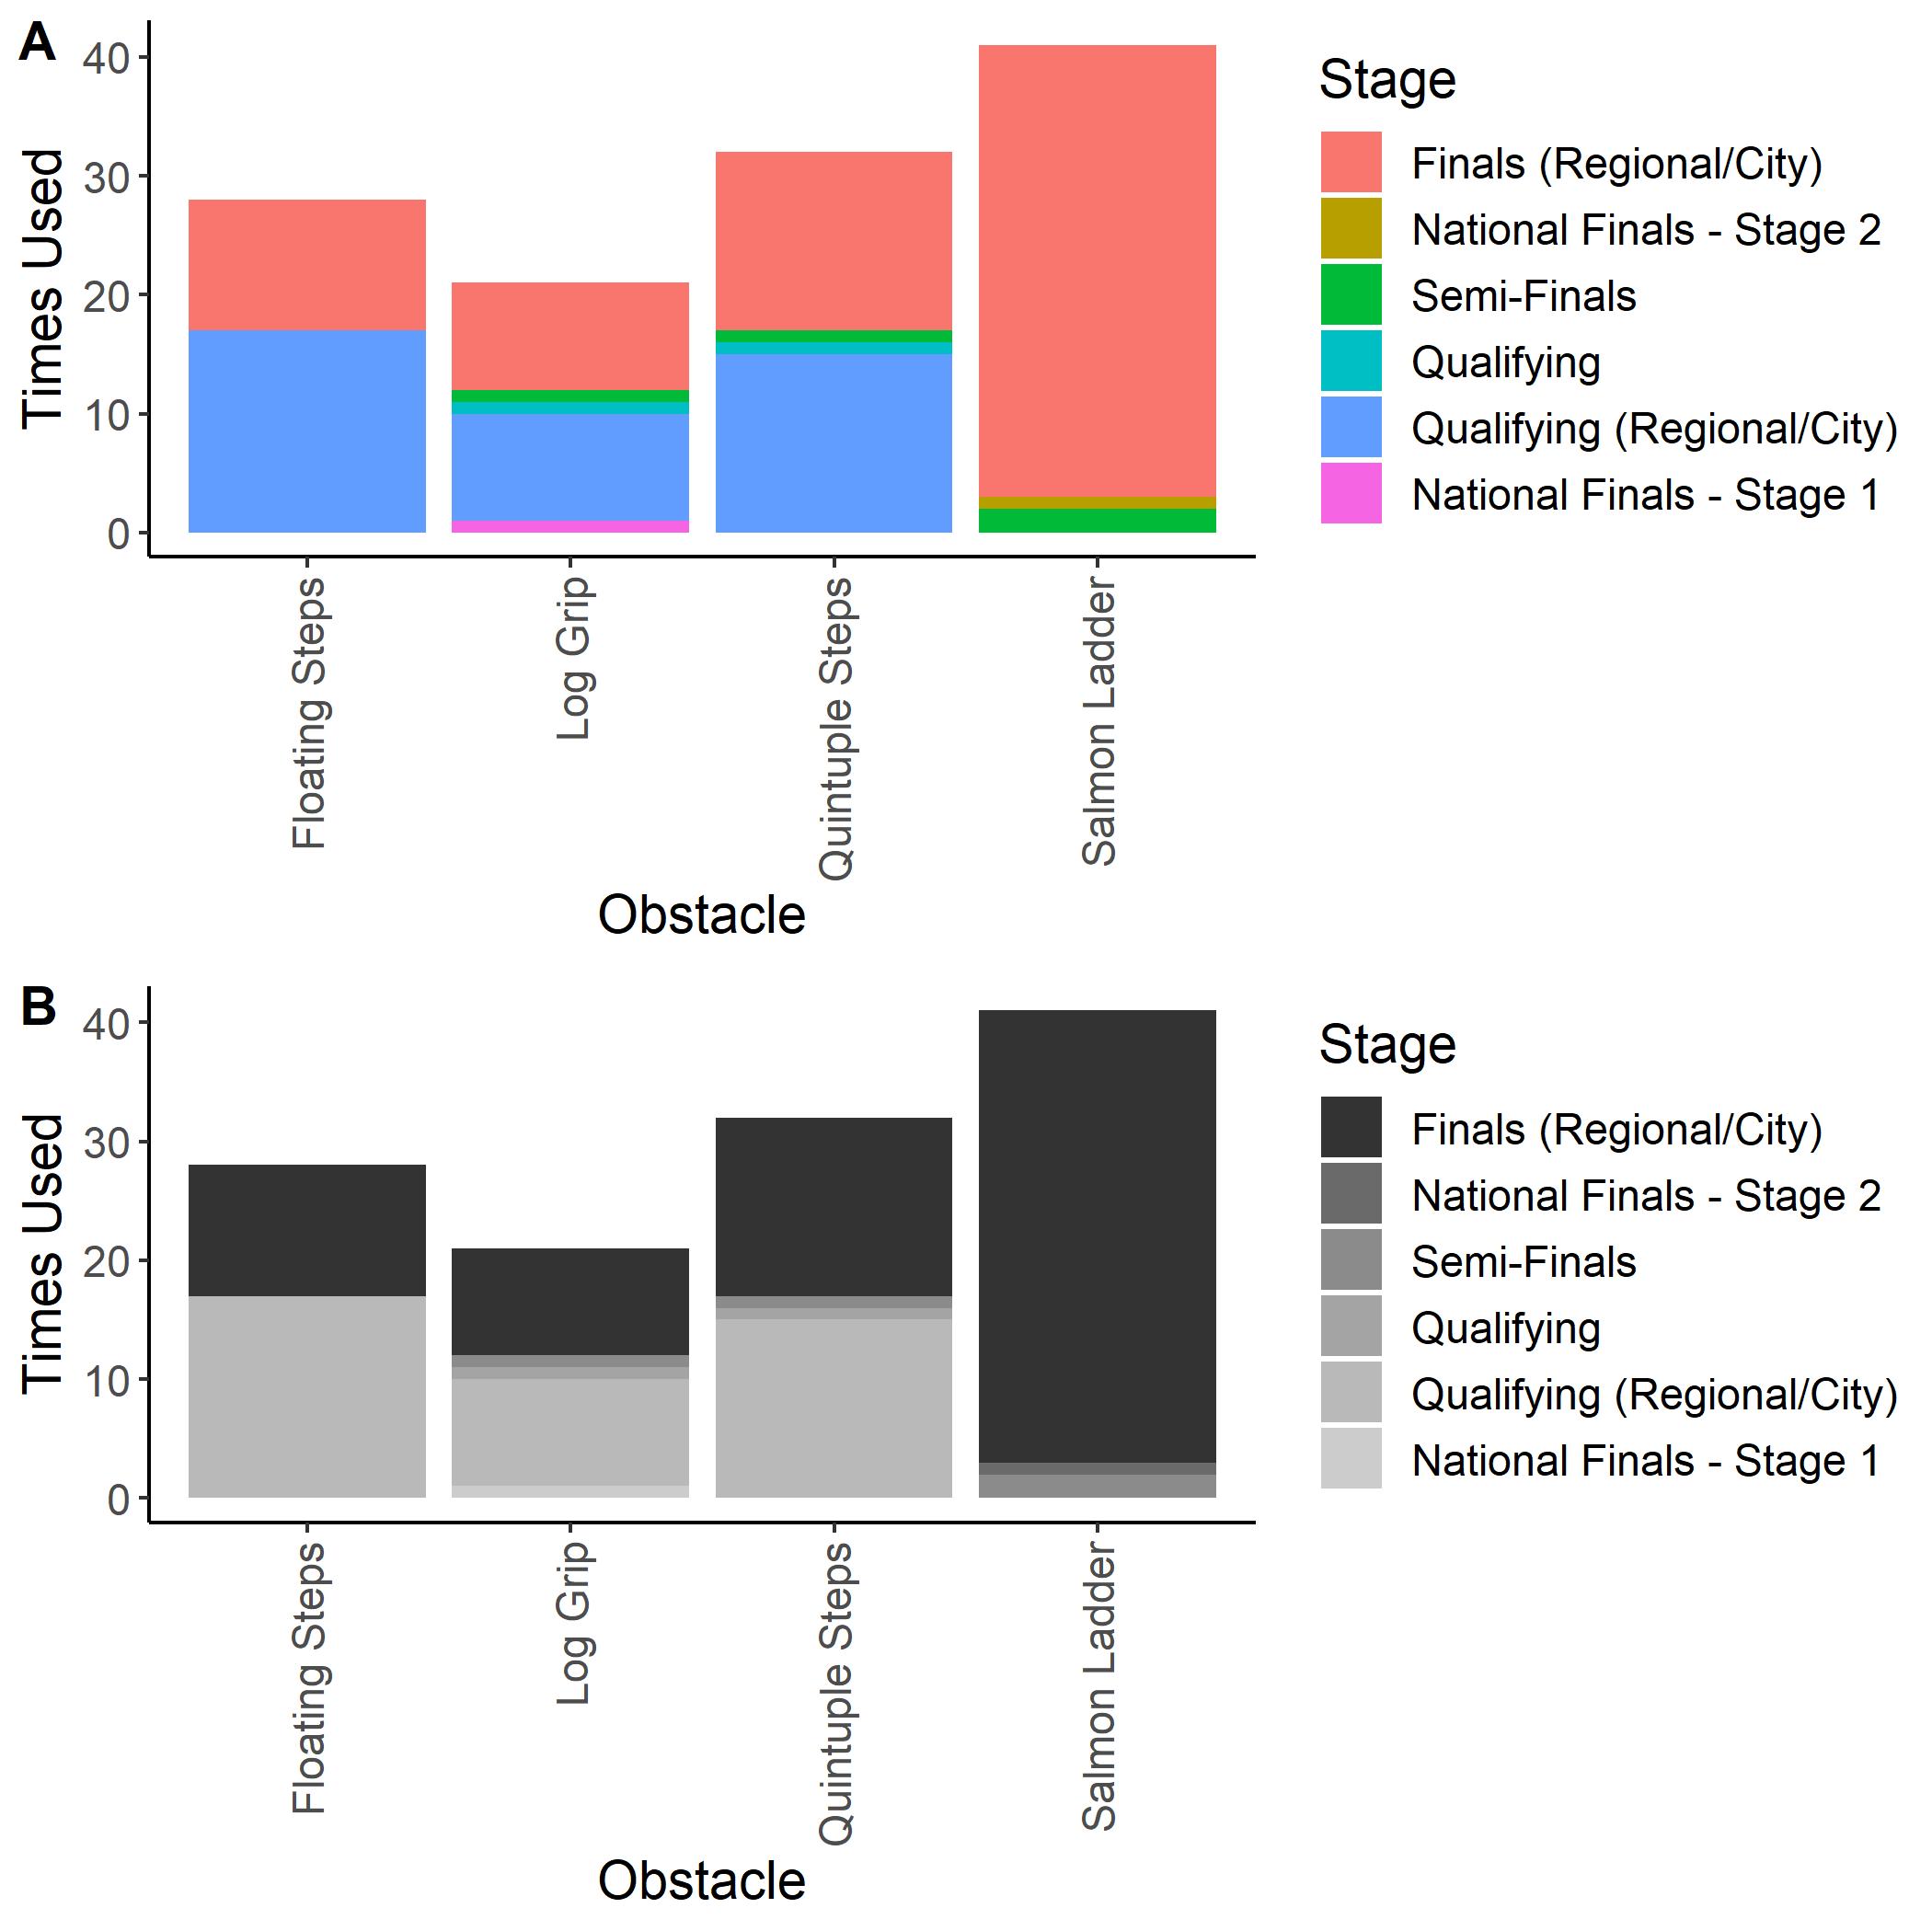 A
Times Used
40
30
20
10
0
Floating Steps
Log Grip
Quintuple Steps
Salmon Ladder
Obstacle
Stage
Finals (Regional/City)
National Finals - Stage 2
Semi-Finals
Qualifying
Qualifying (Regional/City)
National Finals - Stage 1
B
Times Used
40
30
20
10
0
Floating Steps
Log Grip
Quintuple Steps
Salmon Ladder
Obstacle
Stage
Finals (Regional/City)
National Finals - Stage 2
Semi-Finals
Qualifying
Qualifying (Regional/City)
National Finals - Stage 1